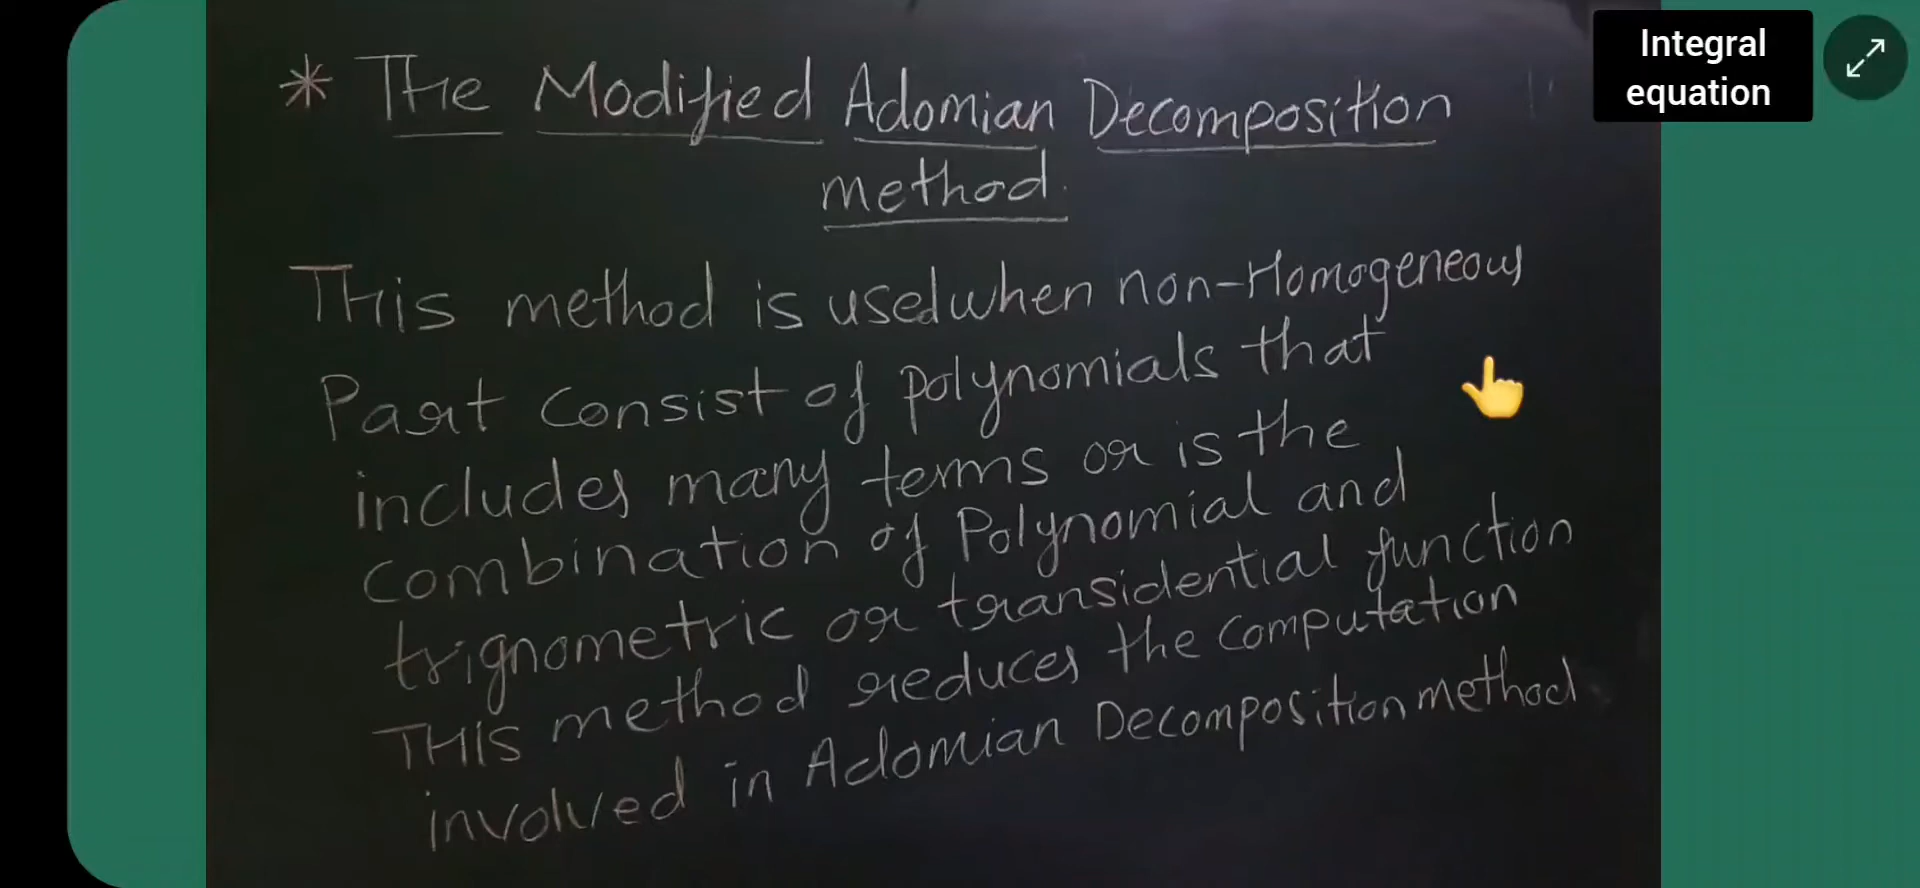 Integral
equation
* The Modified Adomian Decomposition
method.
This method is used when non-Homogeneous
Part consist of polynomials that
includes many terms or is the
combination of Polynomial and
trignometric or transidential function
THIS method reduces the computation
involved in Adomian Decomposition method